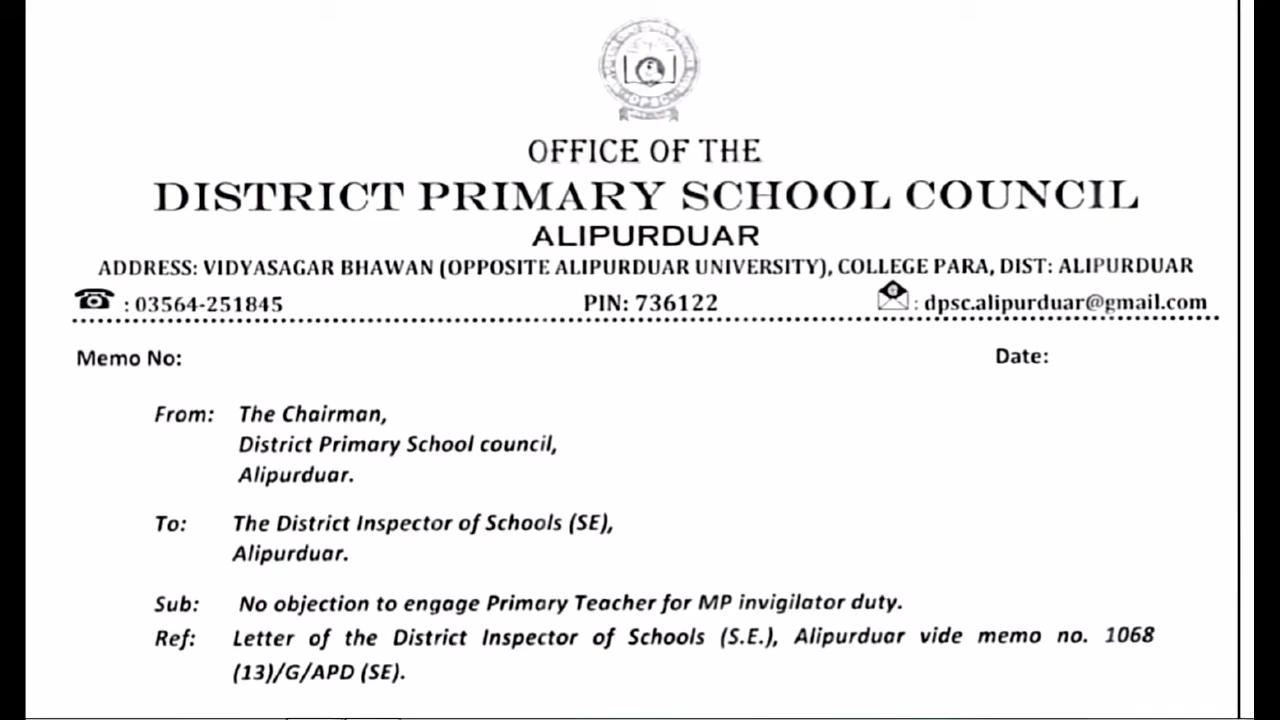 DPSC
OFFICE OF THE
DISTRICT PRIMARY SCHOOL COUNCIL
ALIPURDUAR
ADDRESS: VIDYASAGAR BHAWAN (OPPOSITE ALIPURDUAR UNIVERSITY), COLLEGE PARA, DIST: ALIPURDUAR
: 03564-251845 PIN: 736122 : dpsc.alipurduar@gmail.com
Memo No: Date:
From: The Chairman,
District Primary School council,
Alipurduar.
To: The District Inspector of Schools (SE),
Alipurduar.
Sub: No objection to engage Primary Teacher for MP invigilator duty.
Ref: Letter of the District Inspector of Schools (S.E.), Alipurduar vide memo no. 1068
(13)/G/APD (SE).